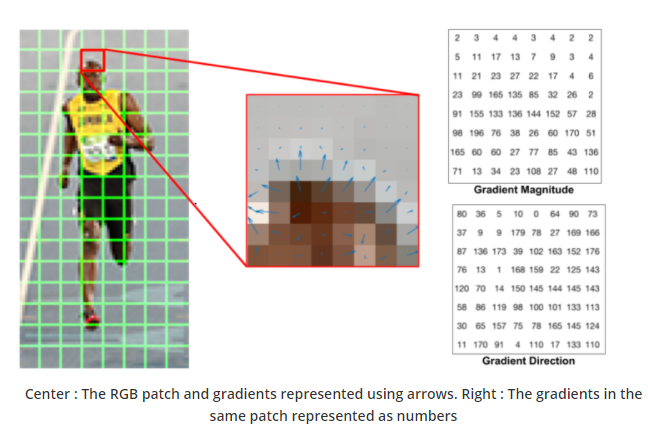 2 3 4 4 3 4 2 2
5 11 17 13 7 9 3 4
11 21 23 27 22 17 4 6
23 99 165 135 85 32 26 2
91 155 133 136 144 152 57 28
98 196 76 38 26 60 170 51
165 60 60 27 77 85 43 136
71 13 34 23 108 27 48 110
Gradient Magnitude
80 36 5 10 0 64 90 73
37 9 9 179 78 27 169 166
87 136 173 39 102 163 152 176
76 13 1 168 159 22 125 143
120 70 14 150 145 144 145 143
58 86 119 98 100 101 133 113
30 65 157 75 78 165 145 124
11 170 91 4 110 17 133 110
Gradient Direction
Center : The RGB patch and gradients represented using arrows. Right : The gradients in the
same patch represented as numbers